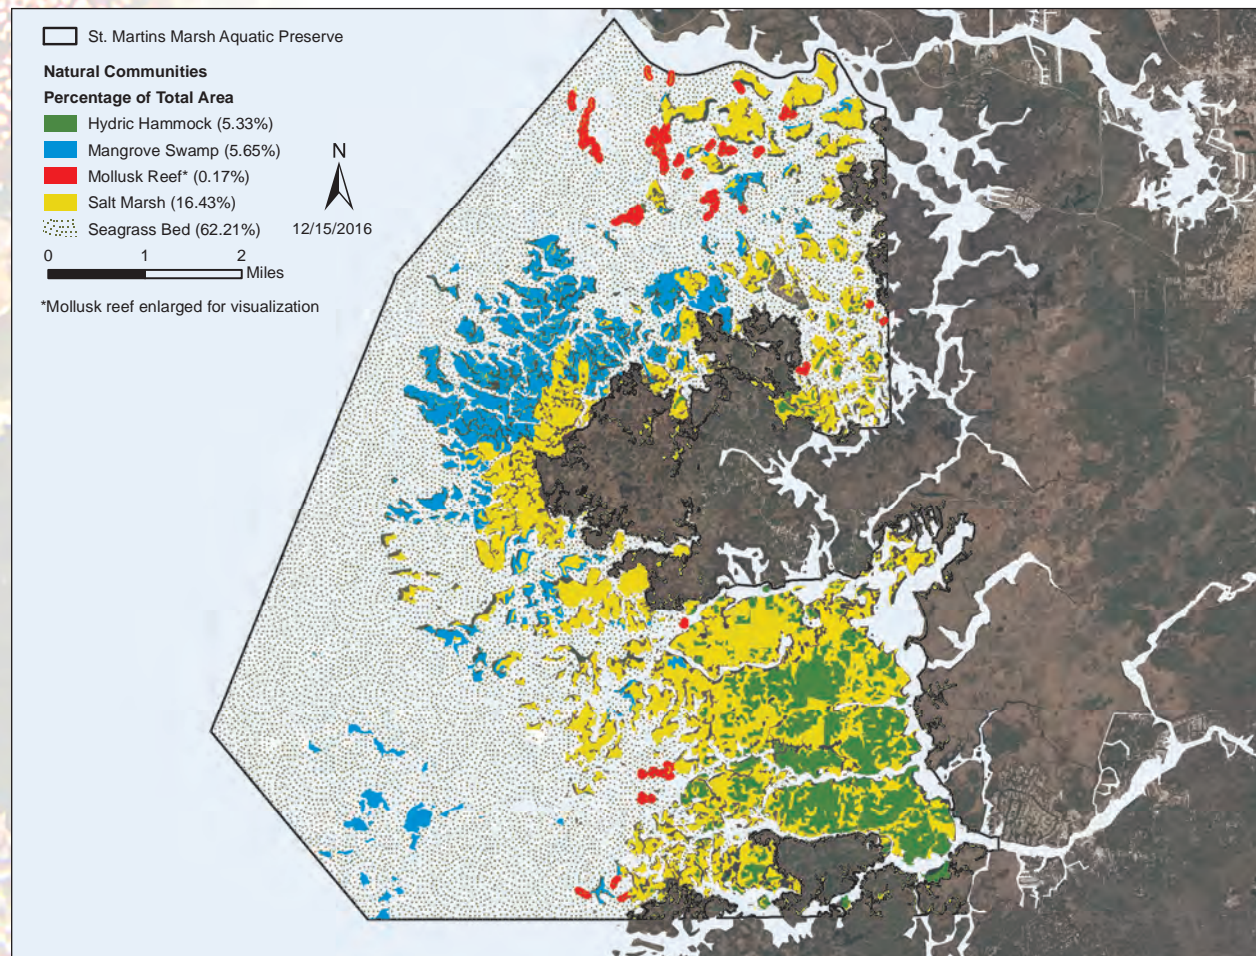 St. Martins Marsh Aquatic Preserve
Natural Communities
Percentage of Total Area
Hydric Hammock (5.33%)
Mangrove Swamp (5.65%)
Mollusk Reef* (0.17%)
Salt Marsh (16.43%)
Seagrass Bed (62.21%)
N
12/15/2016
0 1 2
Miles
*Mollusk reef enlarged for visualization